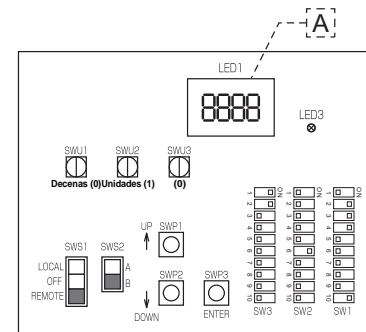 A
LED1
8888
LED3
SWU1 SWU2 SWU3
Decenas (0) Unidades (1) (0)
UP SWP1
SWS1 SWS2
LOCAL
OFF
REMOTE
A
B
SWP2 SWP3
DOWN
ENTER
ON ON ON
1 1 1
2 2 2
3 3 3
4 4 4
5 5 5
6 6 6
7 7 7
8 8 8
9 9 9
10 10 10
SW3 SW2 SW1